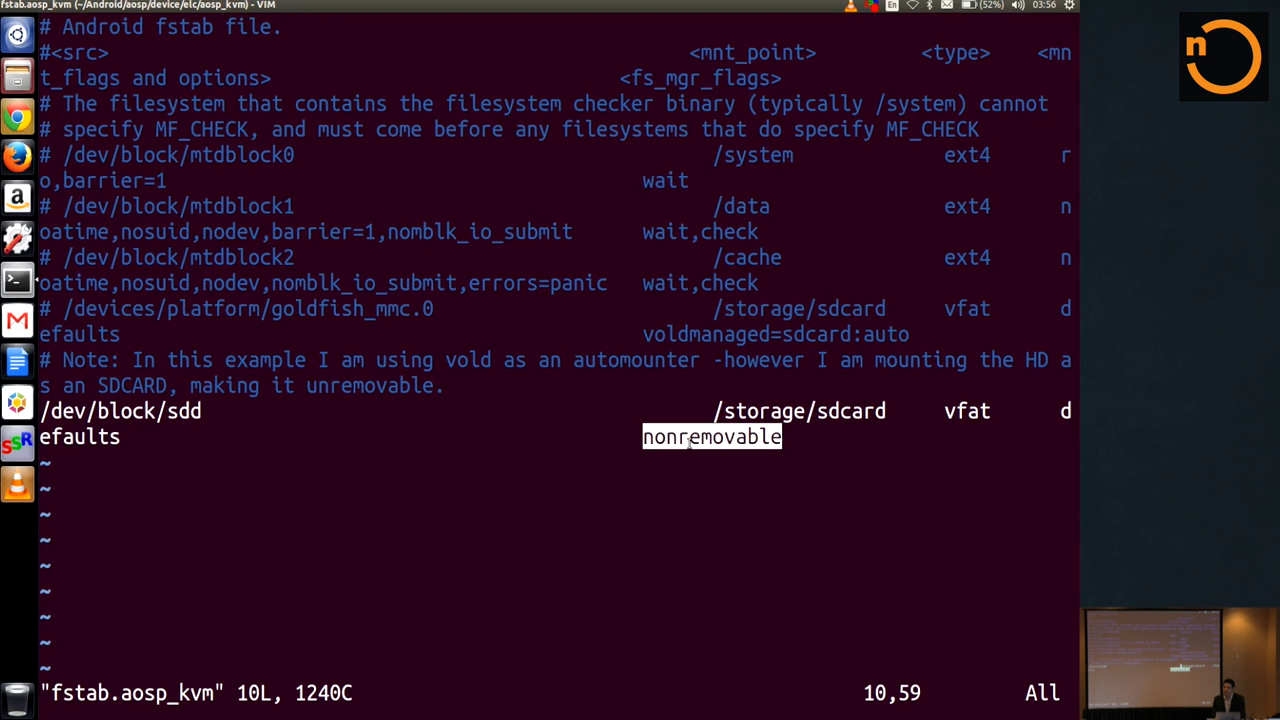 fstab.aosp_kvm (~/Android/aosp/device/elc/aosp_kvm) - VIM En (52%) 03:56
# Android fstab file.
#<src> <mnt_point> <type> <mn
t_flags and options> <fs_mgr_flags>
# The filesystem that contains the filesystem checker binary (typically /system) cannot
# specify MF_CHECK, and must come before any filesystems that do specify MF_CHECK
# /dev/block/mtdblock0 /system ext4 r
o,barrier=1 wait
# /dev/block/mtdblock1 /data ext4 n
oatime,nosuid,nodev,barrier=1,nomblk_io_submit wait,check
# /dev/block/mtdblock2 /cache ext4 n
oatime,nosuid,nodev,nomblk_io_submit,errors=panic wait,check
# /devices/platform/goldfish_mmc.0 /storage/sdcard vfat d
efaults voldmanaged=sdcard:auto
# Note: In this example I am using vold as an automounter -however I am mounting the HD a
s an SDCARD, making it unremovable.
/dev/block/sdd /storage/sdcard vfat d
efaults nonremovable
~
~
~
~
~
~
~
~
~
"fstab.aosp_kvm" 10L, 1240C 10,59 All
n
SSR